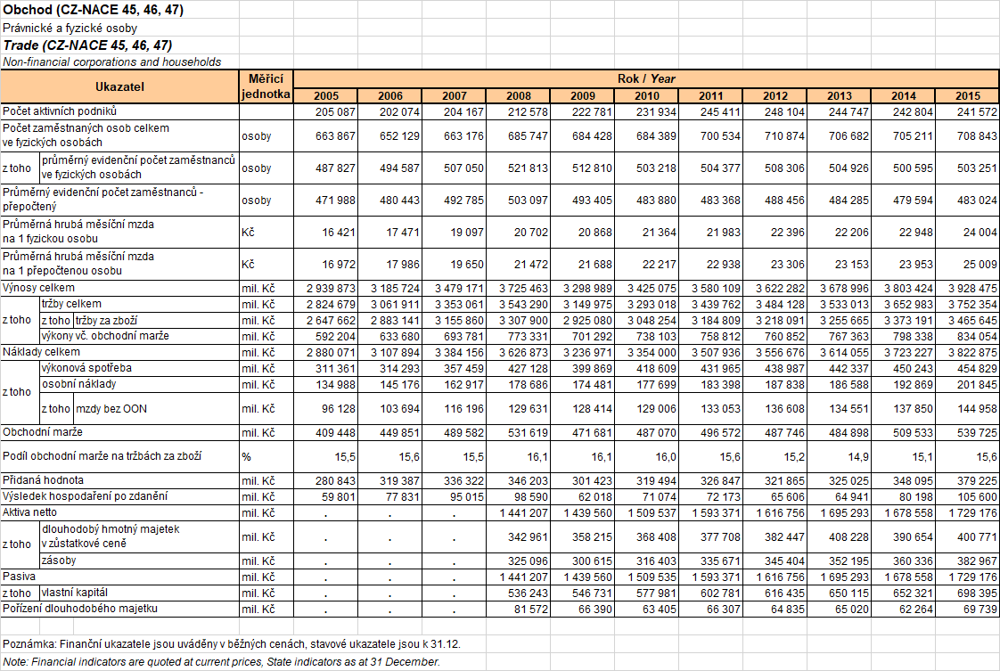 Obchod (CZ-NACE 45, 46, 47)
Právnické a fyzické osoby
Trade (CZ-NACE 45, 46, 47)
Non-financial corporations and households
Ukazatel Měřicí jednotka Rok / Year
2005 2006 2007 2008 2009 2010 2011 2012 2013 2014 2015
Počet aktivních podniků 205 087 202 074 204 167 212 578 222 781 231 934 245 411 248 104 244 747 242 804 241 572
Počet zaměstnaných osob celkem
ve fyzických osobách osoby 663 867 652 129 663 176 685 747 684 428 684 389 700 534 710 874 706 682 705 211 708 843
z toho průměrný evidenční počet zaměstnanců
ve fyzických osobách osoby 487 827 494 587 507 050 521 813 512 810 503 218 504 377 508 306 504 926 500 595 503 251
Průměrný evidenční počet zaměstnanců -
přepočtený osoby 471 988 480 443 492 785 503 097 493 405 483 880 483 368 488 456 484 285 479 594 483 024
Průměrná hrubá měsíční mzda
na 1 fyzickou osobu Kč 16 421 17 471 19 097 20 702 20 868 21 364 21 983 22 396 22 206 22 948 24 004
Průměrná hrubá měsíční mzda
na 1 přepočtenou osobu Kč 16 972 17 986 19 650 21 472 21 688 22 217 22 938 23 306 23 153 23 953 25 009
Výnosy celkem mil. Kč 2 939 873 3 185 724 3 479 171 3 725 463 3 298 989 3 425 075 3 580 109 3 622 282 3 678 996 3 803 424 3 928 475
z toho tržby celkem mil. Kč 2 824 679 3 061 911 3 353 061 3 543 290 3 149 975 3 293 018 3 439 762 3 484 128 3 533 013 3 652 983 3 752 354
z toho tržby za zboží mil. Kč 2 647 662 2 883 141 3 155 860 3 307 900 2 925 080 3 048 254 3 184 809 3 218 091 3 255 665 3 373 191 3 465 645
výkony vč. obchodní marže mil. Kč 592 204 633 680 693 781 773 331 701 292 738 103 758 812 760 852 767 363 798 338 834 054
Náklady celkem mil. Kč 2 880 071 3 107 894 3 384 156 3 626 873 3 236 971 3 354 000 3 507 936 3 556 676 3 614 055 3 723 227 3 822 875
z toho výkonová spotřeba mil. Kč 311 361 314 293 357 459 427 128 399 869 418 609 431 965 438 987 442 337 450 243 454 829
osobní náklady mil. Kč 134 988 145 176 162 917 178 686 174 481 177 699 183 398 187 838 186 588 192 869 201 845
z toho mzdy bez OON mil. Kč 96 128 103 694 116 196 129 631 128 414 129 006 133 053 136 608 134 551 137 850 144 958
Obchodní marže mil. Kč 409 448 449 851 489 582 531 619 471 681 487 070 496 572 487 746 484 898 509 533 539 725
Podíl obchodní marže na tržbách za zboží % 15,5 15,6 15,5 16,1 16,1 16,0 15,6 15,2 14,9 15,1 15,6
Přidaná hodnota mil. Kč 280 843 319 387 336 322 346 203 301 423 319 494 326 847 321 865 325 025 348 095 379 225
Výsledek hospodaření po zdanění mil. Kč 59 801 77 831 95 015 98 590 62 018 71 074 72 173 65 606 64 941 80 198 105 600
Aktiva netto mil. Kč . . . 1 441 207 1 439 560 1 509 537 1 593 371 1 616 756 1 695 293 1 678 558 1 729 176
z toho dlouhodobý hmotný majetek
v zůstatkové ceně mil. Kč . . . 342 961 358 215 368 408 377 708 382 447 408 228 390 654 400 771
zásoby mil. Kč . . . 325 096 300 615 316 403 335 671 345 404 352 195 360 336 382 967
Pasiva mil. Kč . . . 1 441 207 1 439 560 1 509 535 1 593 371 1 616 756 1 695 293 1 678 558 1 729 176
z toho vlastní kapitál mil. Kč . . . 536 243 546 731 577 981 602 781 616 435 650 115 652 321 698 395
Pořízení dlouhodobého majetku mil. Kč . . . 81 572 66 390 63 405 66 307 64 835 65 020 62 264 69 739
Poznámka: Finanční ukazatele jsou uváděny v běžných cenách, stavové ukazatele jsou k 31.12.
Note: Financial indicators are quoted at current prices, State indicators as at 31 December.